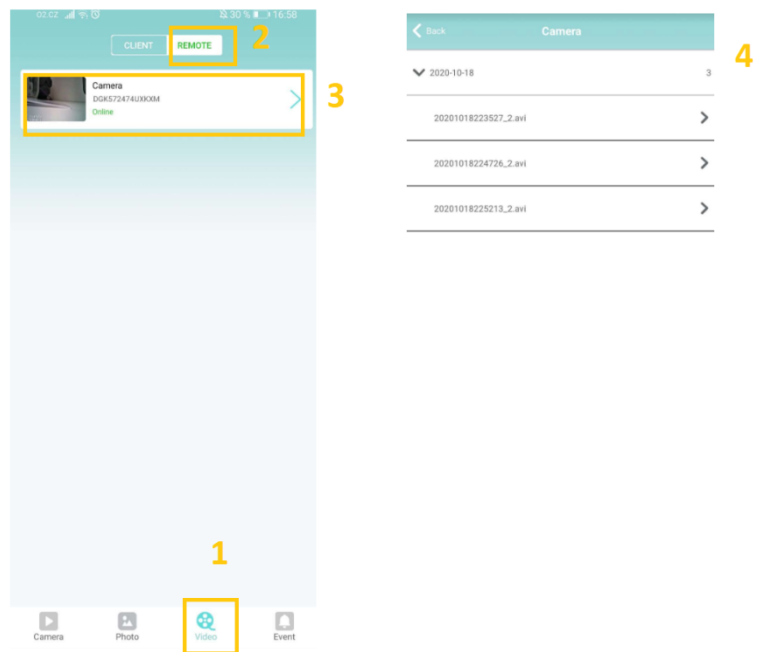 02.CZ 30 % 16:58
CLIENT REMOTE
2
Camera
DGK572474UXKXM
Online
3
1
Camera Photo Video Event
Back Camera
4
2020-10-18 3
20201018223527_2.avi
20201018224726_2.avi
20201018225213_2.avi